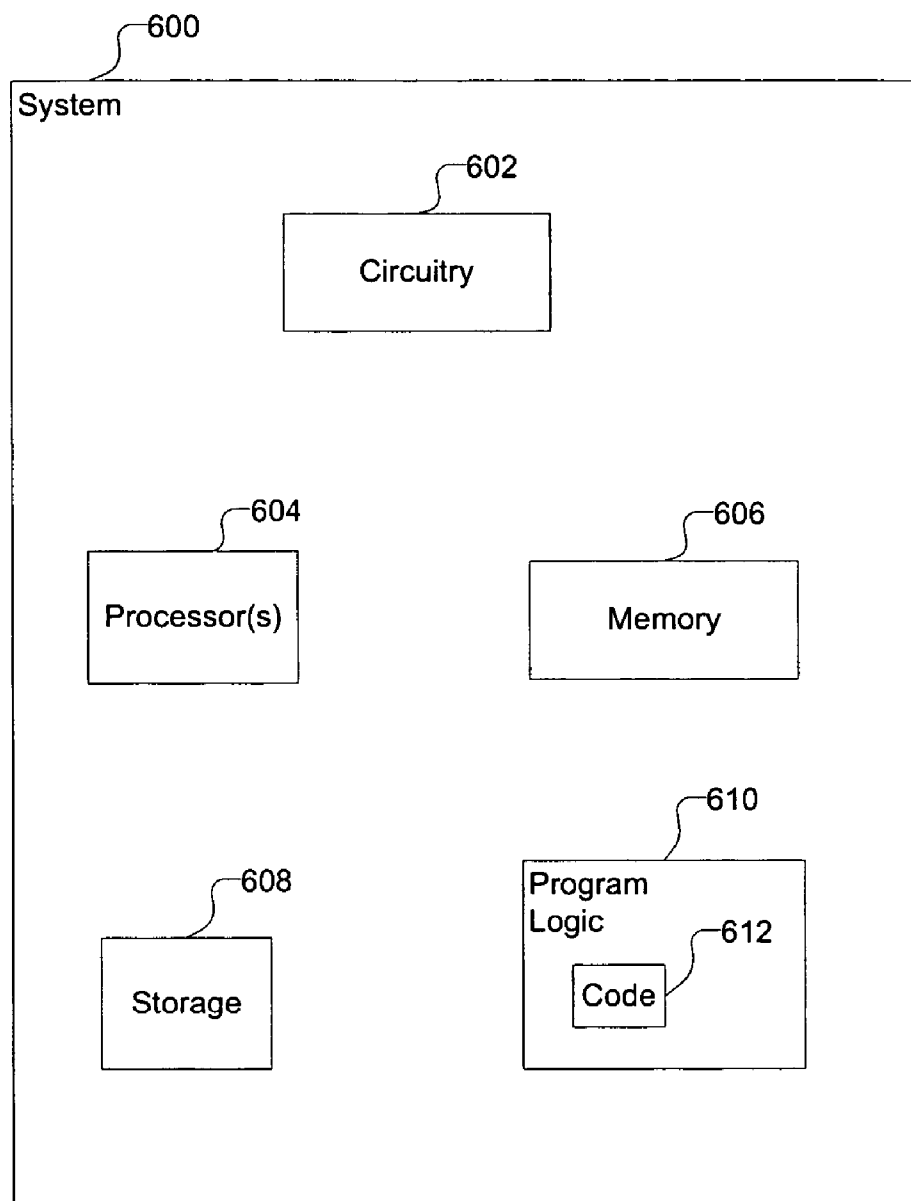 600
System
602
Circuitry
604
606
Processor(s)
Memory
610
608
Program
Logic
612
Storage
Code